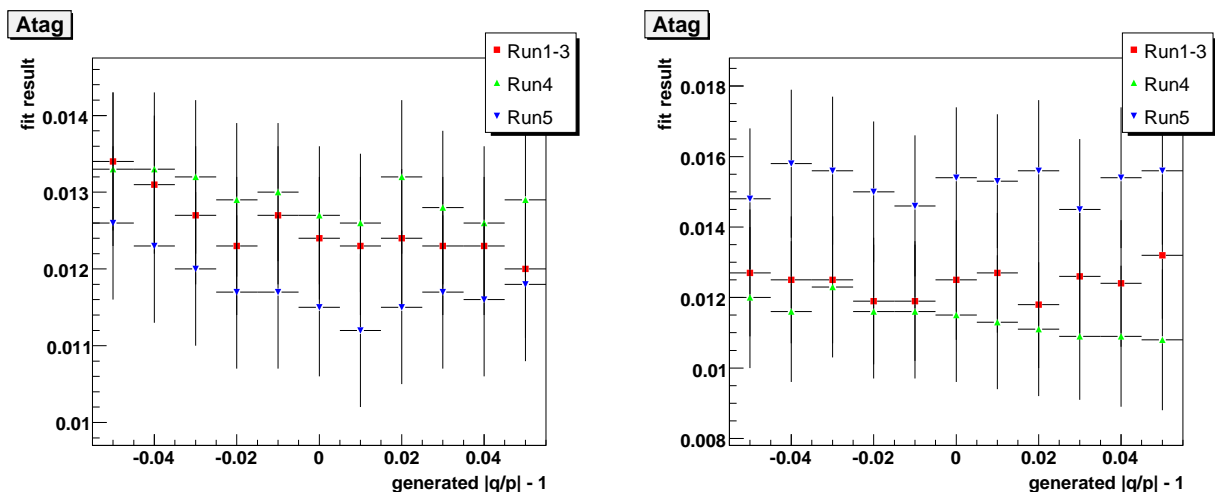 Atag
Run1-3
Run4
Run5
fit result
0.014
0.013
0.012
0.011
0.01
-0.04 -0.02 0 0.02 0.04
generated |q/p| - 1
Atag
Run1-3
Run4
Run5
fit result
0.018
0.016
0.014
0.012
0.01
0.008
-0.04 -0.02 0 0.02 0.04
generated |q/p| - 1